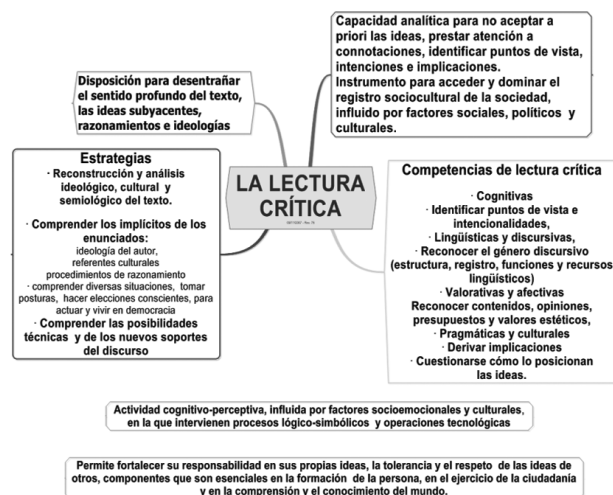 Capacidad analítica para no aceptar a
priori las ideas, prestar atención a
connotaciones, identificar puntos de vista,
intenciones e implicaciones.
Instrumento para acceder y dominar el
registro sociocultural de la sociedad,
influido por factores sociales, políticos y
culturales.
Disposición para desentrañar
el sentido profundo del texto,
las ideas subyacentes,
razonamientos e ideologías
LA LECTURA
CRÍTICA
Estrategias
· Reconstrucción y análisis
ideológico, cultural y
semiológico del texto.
· Comprender los implícitos de los
enunciados:
ideología del autor,
referentes culturales
procedimientos de razonamiento
· comprender diversas situaciones, tomar
posturas, hacer elecciones conscientes, para
actuar y vivir en democracia
· Comprender las posibilidades
técnicas y de los nuevos soportes
del discurso
Competencias de lectura crítica
· Cognitivas
· Identificar puntos de vista e
intencionalidades,
· Lingüísticas y discursivas,
· Reconocer el género discursivo
(estructura, registro, funciones y recursos
lingüísticos)
· Valorativas y afectivas
Reconocer contenidos, opiniones,
presupuestos y valores estéticos,
· Pragmáticas y culturales
· Derivar implicaciones
· Cuestionarse cómo lo posicionan
las ideas.
Actividad cognitivo-perceptiva, influida por factores socioemocionales y culturales,
en la que intervienen procesos lógico-simbólicos y operaciones tecnológicas
Permite fortalecer su responsabilidad en sus propias ideas, la tolerancia y el respeto de las ideas de
otros, componentes que son esenciales en la formación de la persona, en el ejercicio de la ciudadanía
y en la comprensión y el conocimiento del mundo.